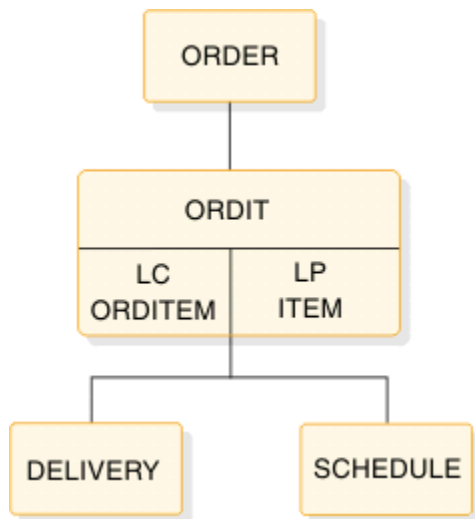 ORDER
ORDIT
LC
ORDITEM
LP
ITEM
DELIVERY
SCHEDULE